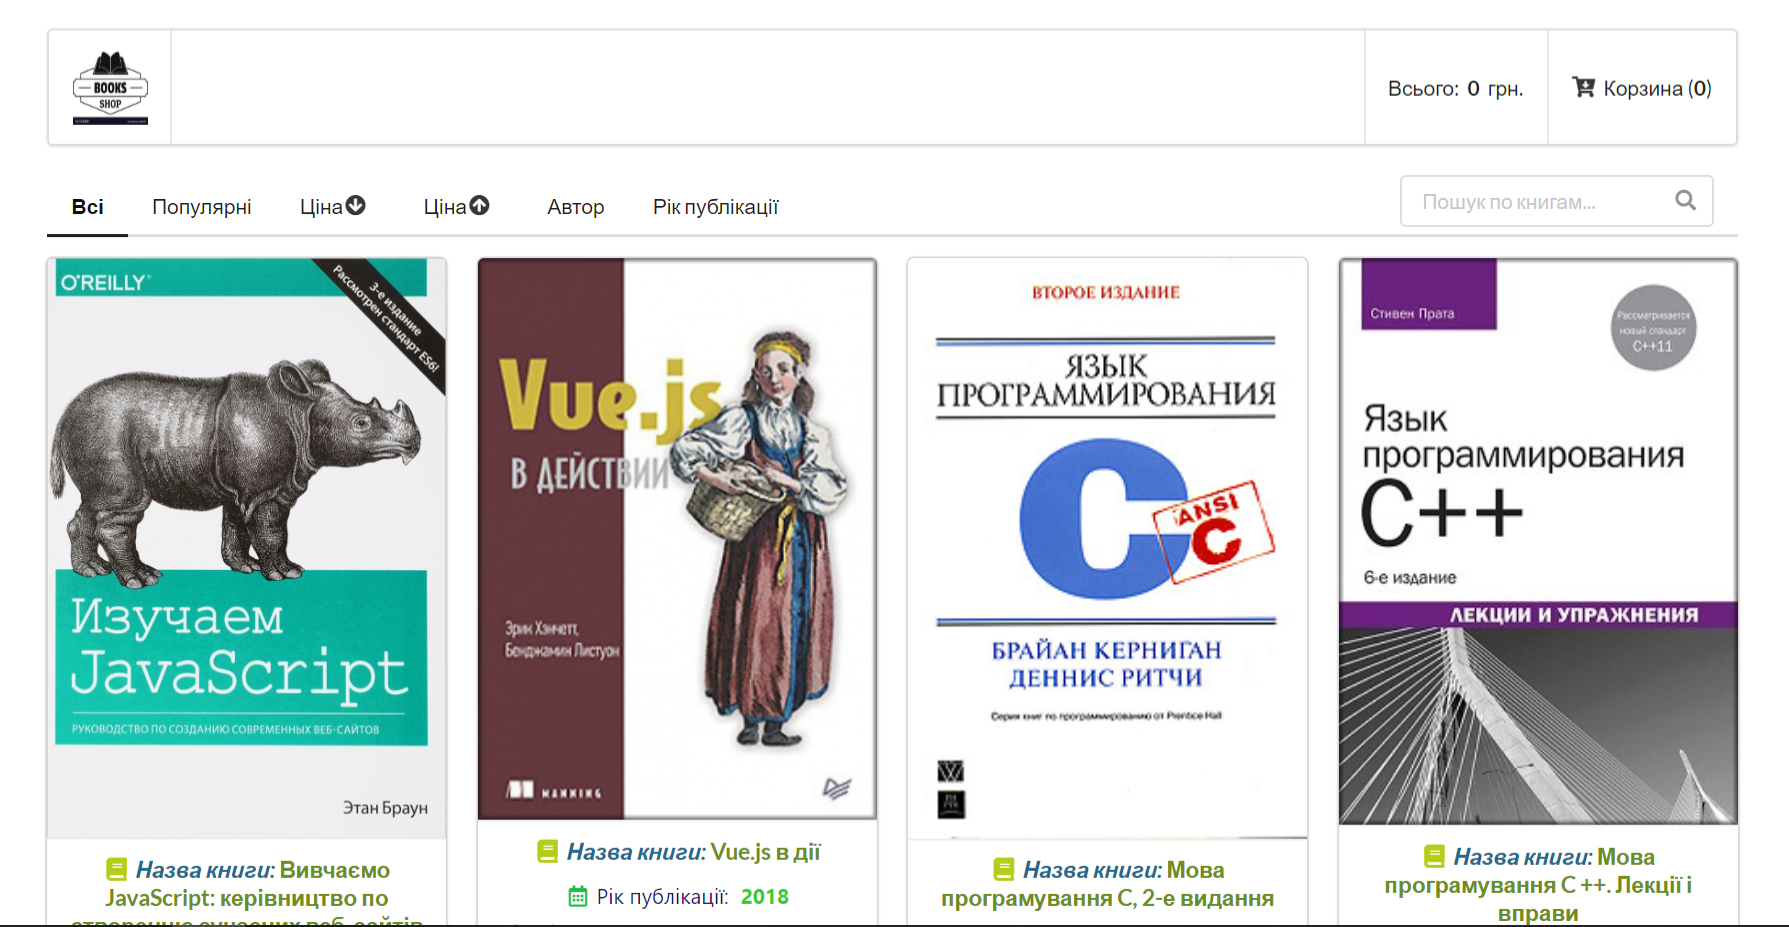 BOOKS
SHOP
Всього: 0 грн.
Корзина (0)
Всі
Популярні
Ціна
Ціна
Автор
Рік публікації
Пошук по книгам...
O'REILLY
3-е издание
Рассмотрен стандарт ES6!
Изучаем
JavaScript
РУКОВОДСТВО ПО СОЗДАНИЮ СОВРЕМЕННЫХ ВЕБ-САЙТОВ
Этан Браун
Назва книги: Вивчаємо
JavaScript: керівництво по
створенню сучасних веб-сайтів
Vue.js
В ДЕЙСТВИИ
Эрик Хэнчетт,
Бенджамин Листуон
MANNING
Назва книги: Vue.js в дії
Рік публікації: 2018
ВТОРОЕ ИЗДАНИЕ
ЯЗЫК
ПРОГРАММИРОВАНИЯ
C
ANSI
C
БРАЙАН КЕРНИГАН
ДЕННИС РИТЧИ
Серия книг по программированию от Prentice Hall
Назва книги: Мова
програмування C, 2-е видання
Стивен Прата
Рассматривается
новый стандарт
C++11
Язык
программирования
C++
6-е издание
ЛЕКЦИИ И УПРАЖНЕНИЯ
Назва книги: Мова
програмування C ++. Лекції і
вправи